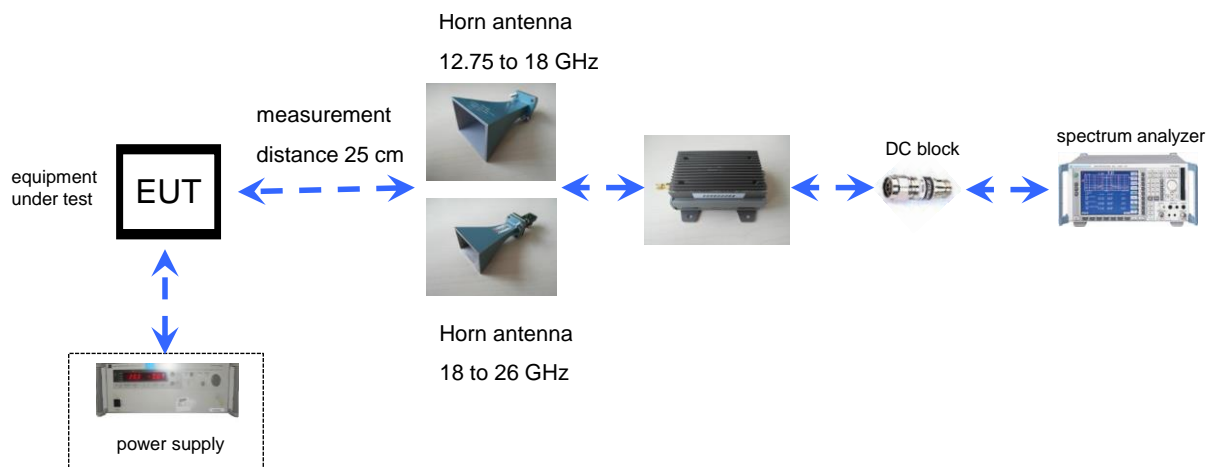 Horn antenna
12.75 to 18 GHz
measurement
distance 25 cm
equipment
under test
EUT
DC block
spectrum analyzer
Horn antenna
18 to 26 GHz
power supply